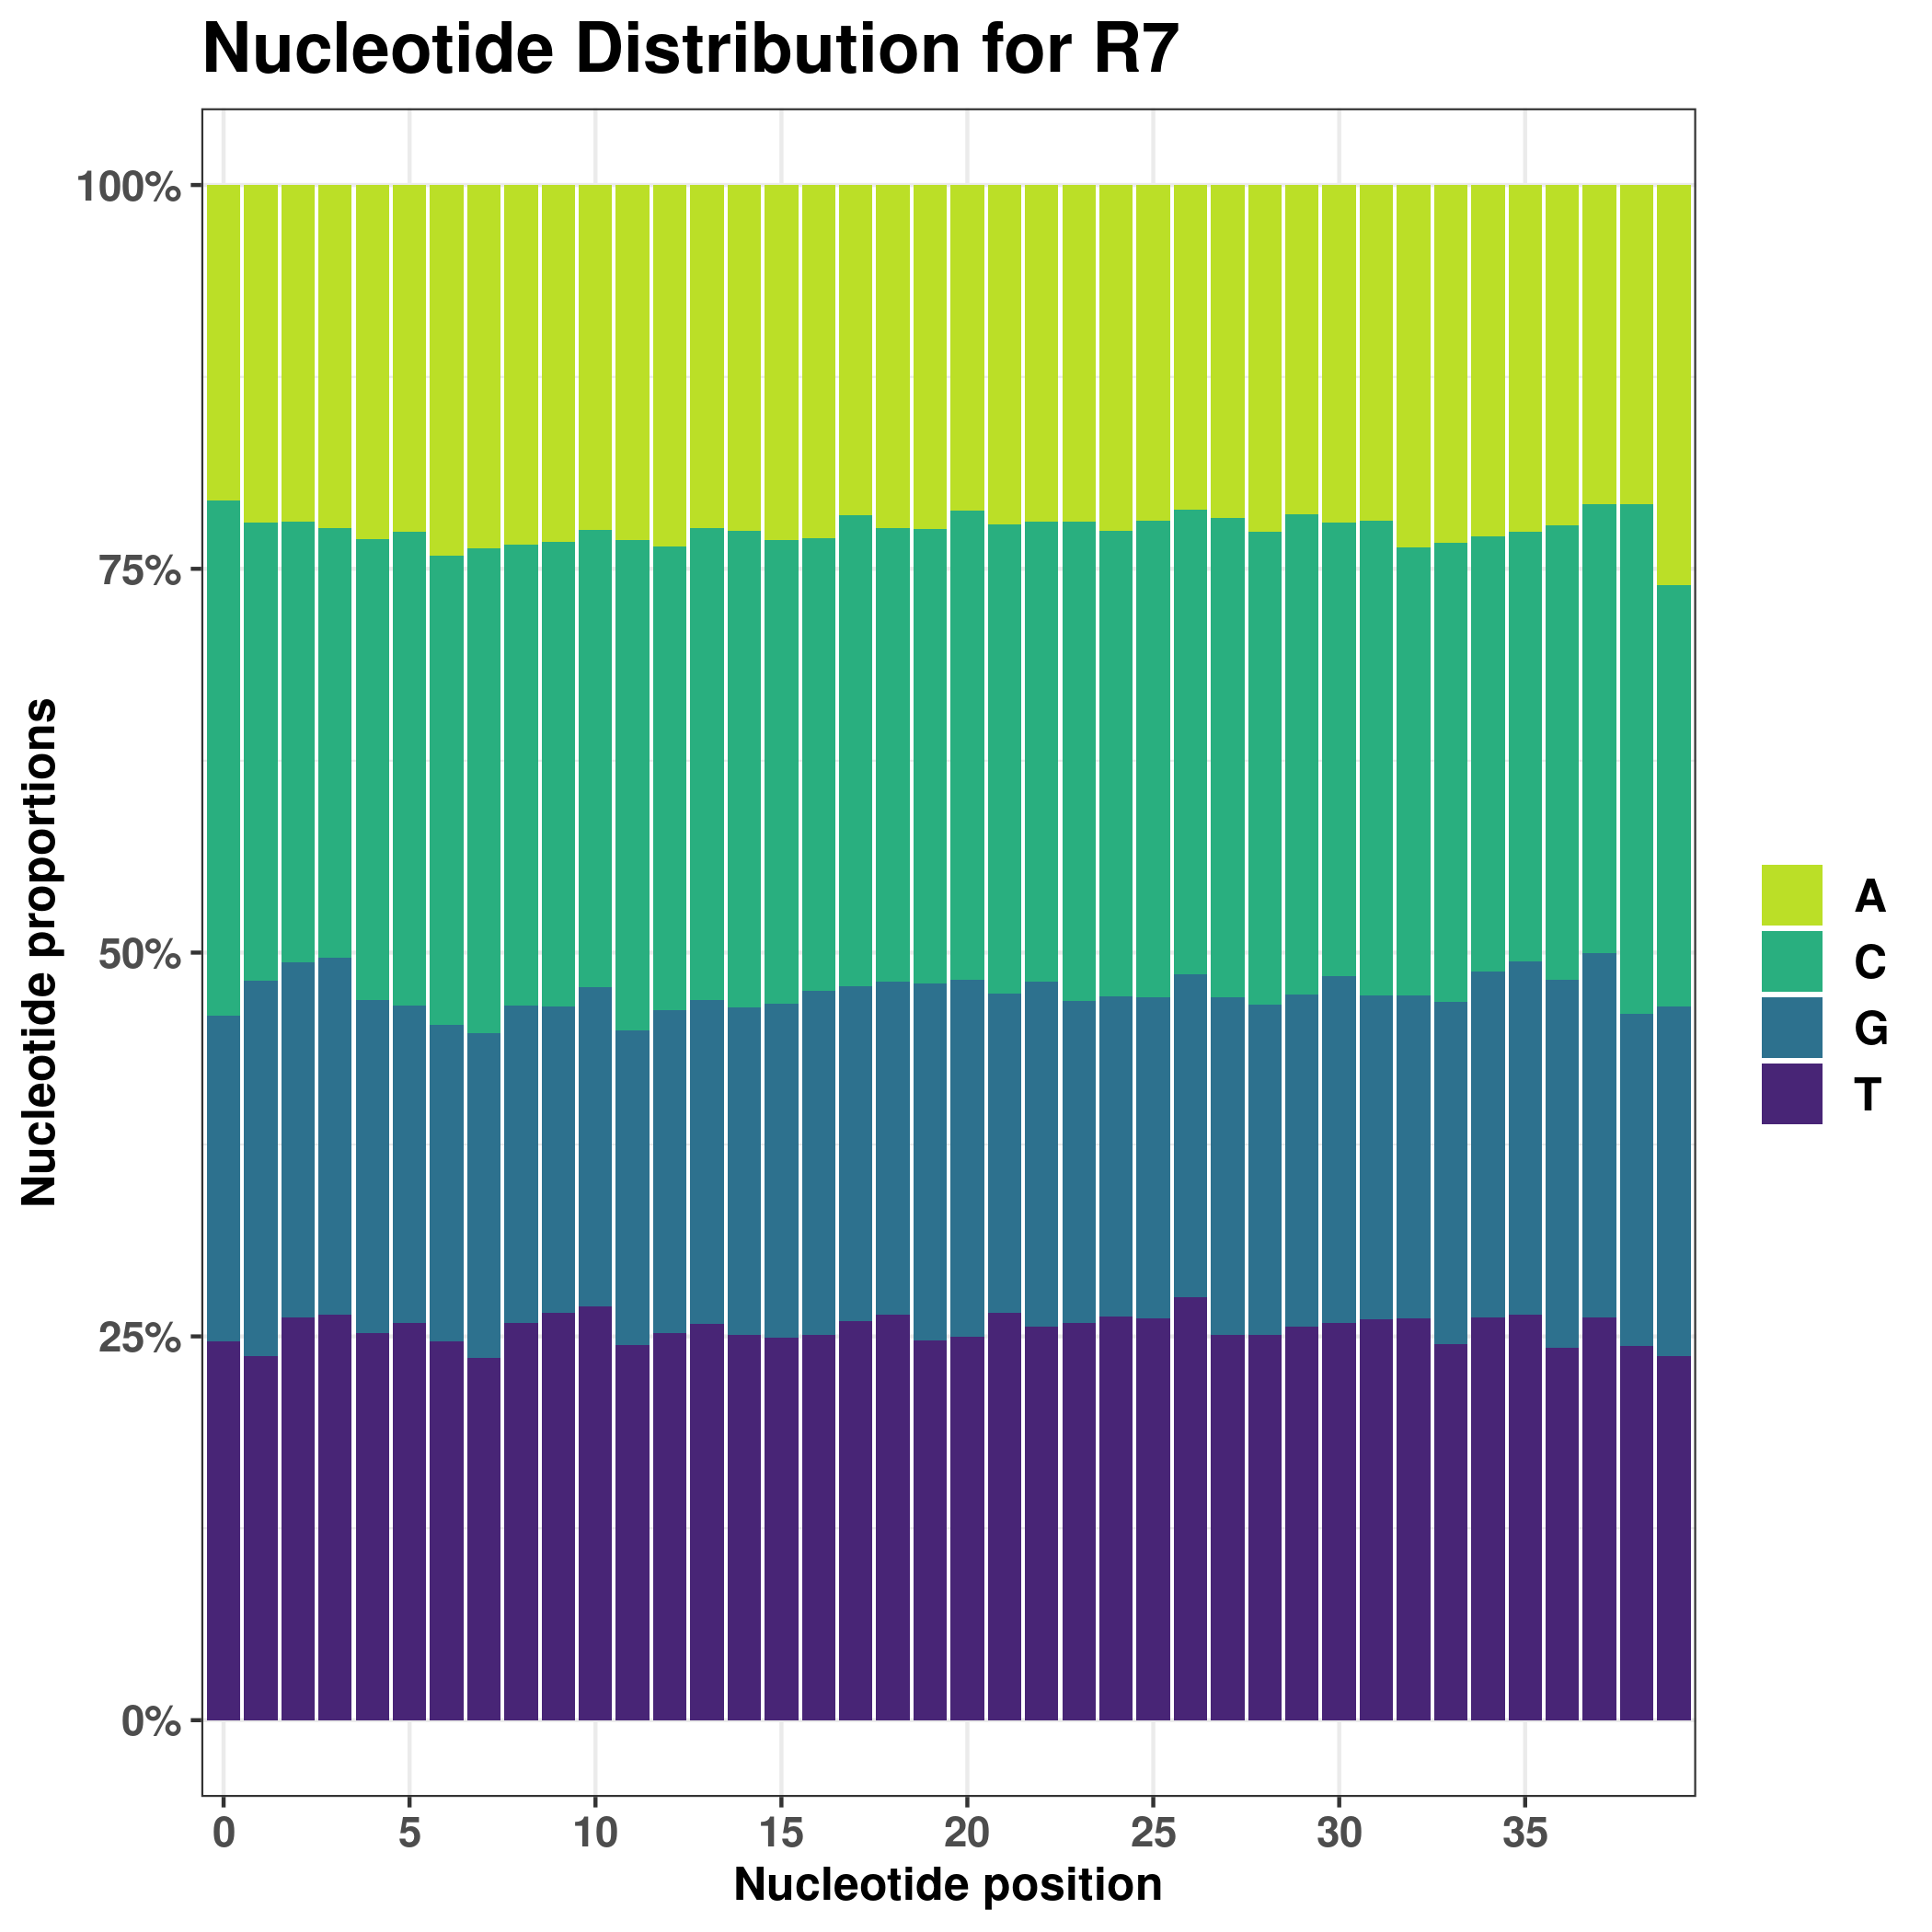 Nucleotide Distribution for R7
Nucleotide proportions
100%
75%
50%
25%
0%
0 5 10 15 20 25 30 35
Nucleotide position
A
C
G
T